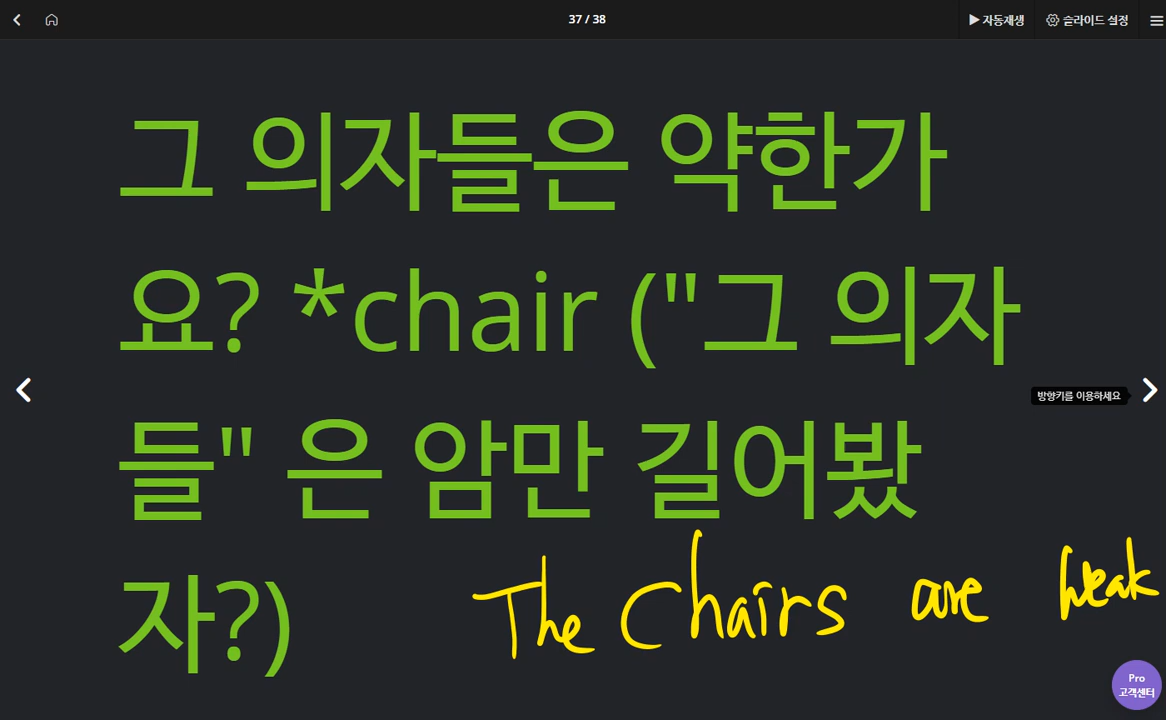 37 / 38
▶ 자동재생
슬라이드 설정
그 의자들은 약한가
요? *chair ("그 의자
방향키를 이용하세요
들" 은 암만 길어봤
자?)
The Chairs are weak
Pro
고객센터